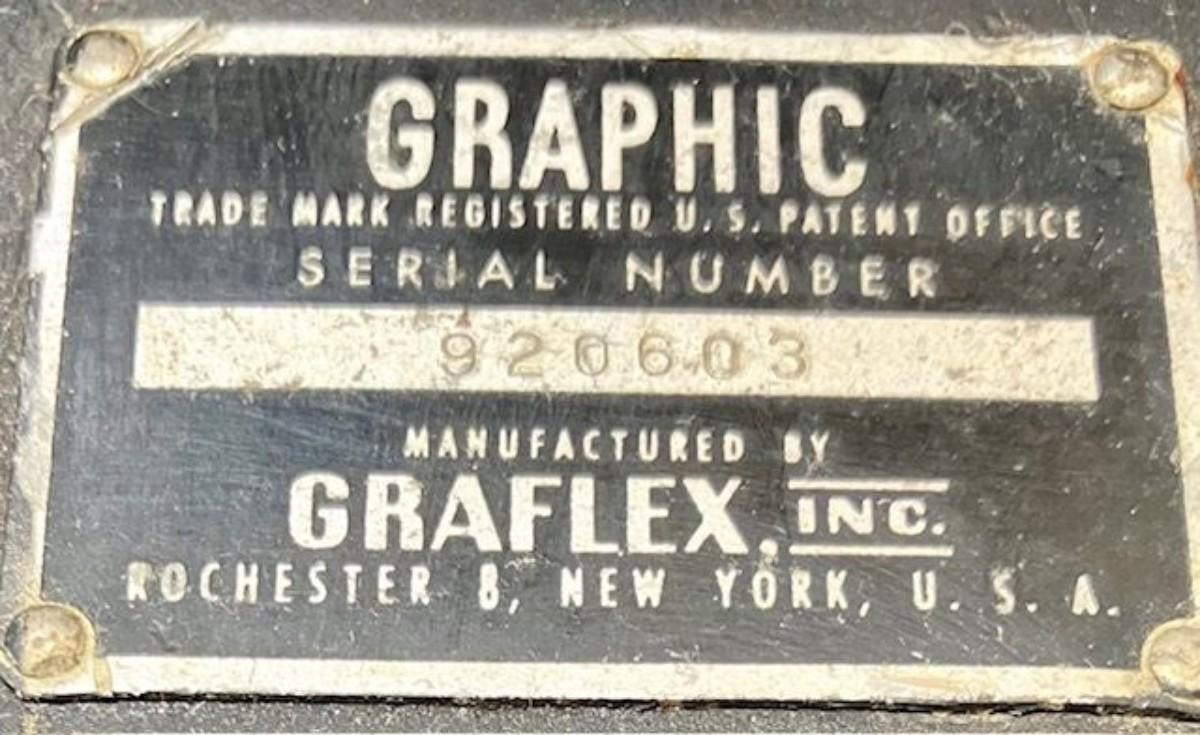 GRAPHIC
TRADE MARK REGISTERED U. S. PATENT OFFICE
SERIAL NUMBER
920603
MANUFACTURED BY
GRAFLEX, INC.
ROCHESTER 8, NEW YORK, U. S. A.